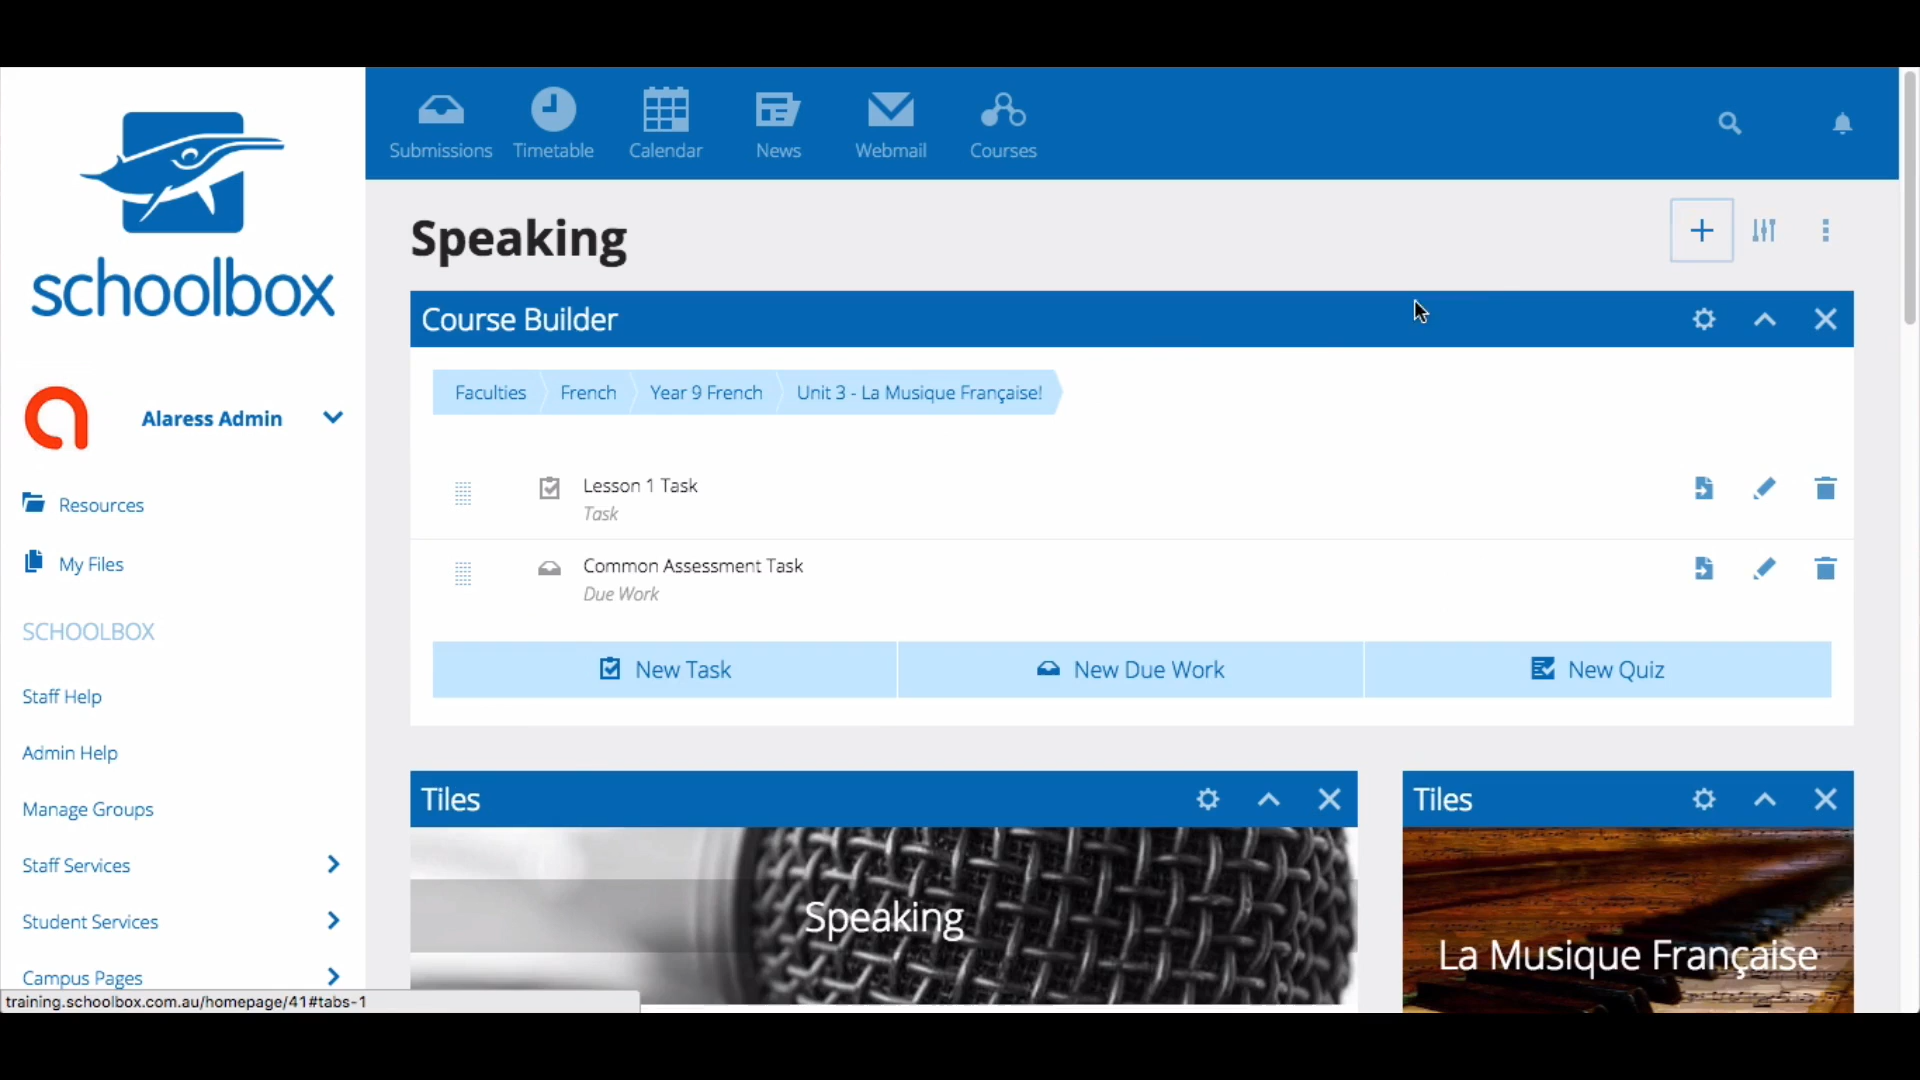 Submissions
Timetable
Calendar
News
Webmail
Courses
schoolbox
Alaress Admin
Resources
My Files
SCHOOLBOX
Staff Help
Admin Help
Manage Groups
Staff Services
Student Services
Campus Pages
training.schoolbox.com.au/homepage/41#tabs-1
Speaking
Course Builder
Faculties
French
Year 9 French
Unit 3 - La Musique Française!
Lesson 1 Task
Task
Common Assessment Task
Due Work
New Task
New Due Work
New Quiz
Tiles
Speaking
Tiles
La Musique Française